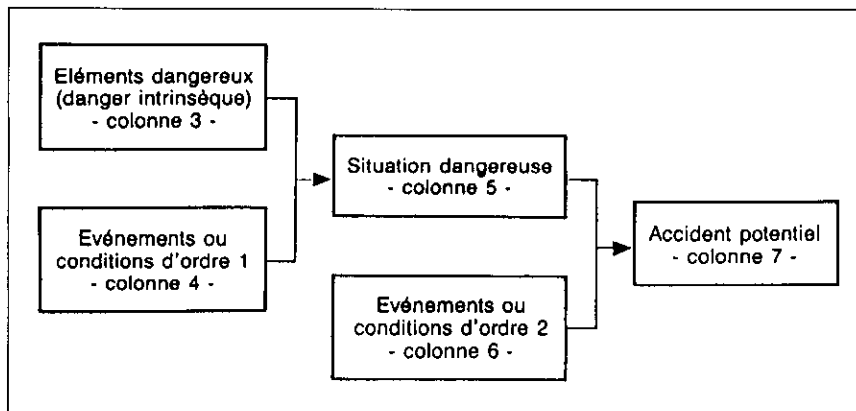 Eléments dangereux
(danger intrinsèque)
- colonne 3 -
Evénements ou
conditions d'ordre 1
- colonne 4 -
Situation dangereuse
- colonne 5 -
Evénements ou
conditions d'ordre 2
- colonne 6 -
Accident potentiel
- colonne 7 -